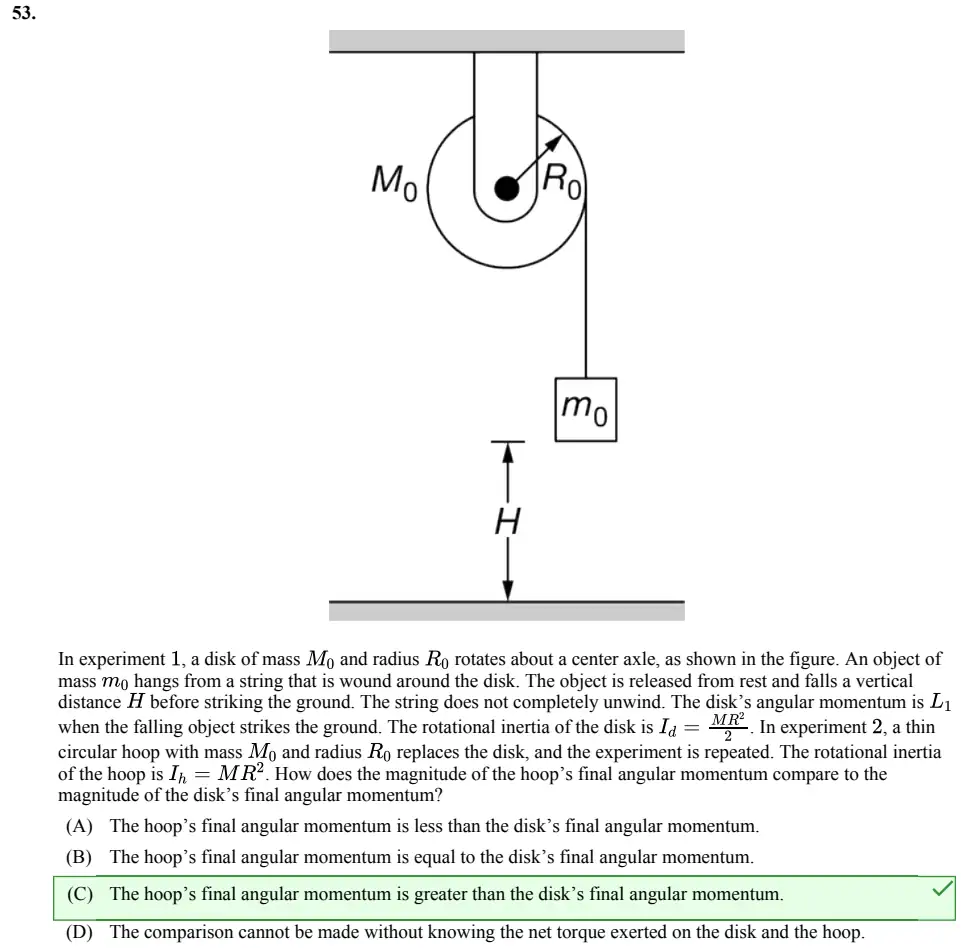 53.
M₀
R₀
m₀
H
In experiment 1, a disk of mass M₀ and radius R₀ rotates about a center axle, as shown in the figure. An object of
mass m₀ hangs from a string that is wound around the disk. The object is released from rest and falls a vertical
distance H before striking the ground. The string does not completely unwind. The disk’s angular momentum is L₁
when the falling object strikes the ground. The rotational inertia of the disk is I_d = MR²/2. In experiment 2, a thin
circular hoop with mass M₀ and radius R₀ replaces the disk, and the experiment is repeated. The rotational inertia
of the hoop is I_h = MR². How does the magnitude of the hoop’s final angular momentum compare to the
magnitude of the disk’s final angular momentum?
(A) The hoop’s final angular momentum is less than the disk’s final angular momentum.
(B) The hoop’s final angular momentum is equal to the disk’s final angular momentum.
(C) The hoop’s final angular momentum is greater than the disk’s final angular momentum.
(D) The comparison cannot be made without knowing the net torque exerted on the disk and the hoop.